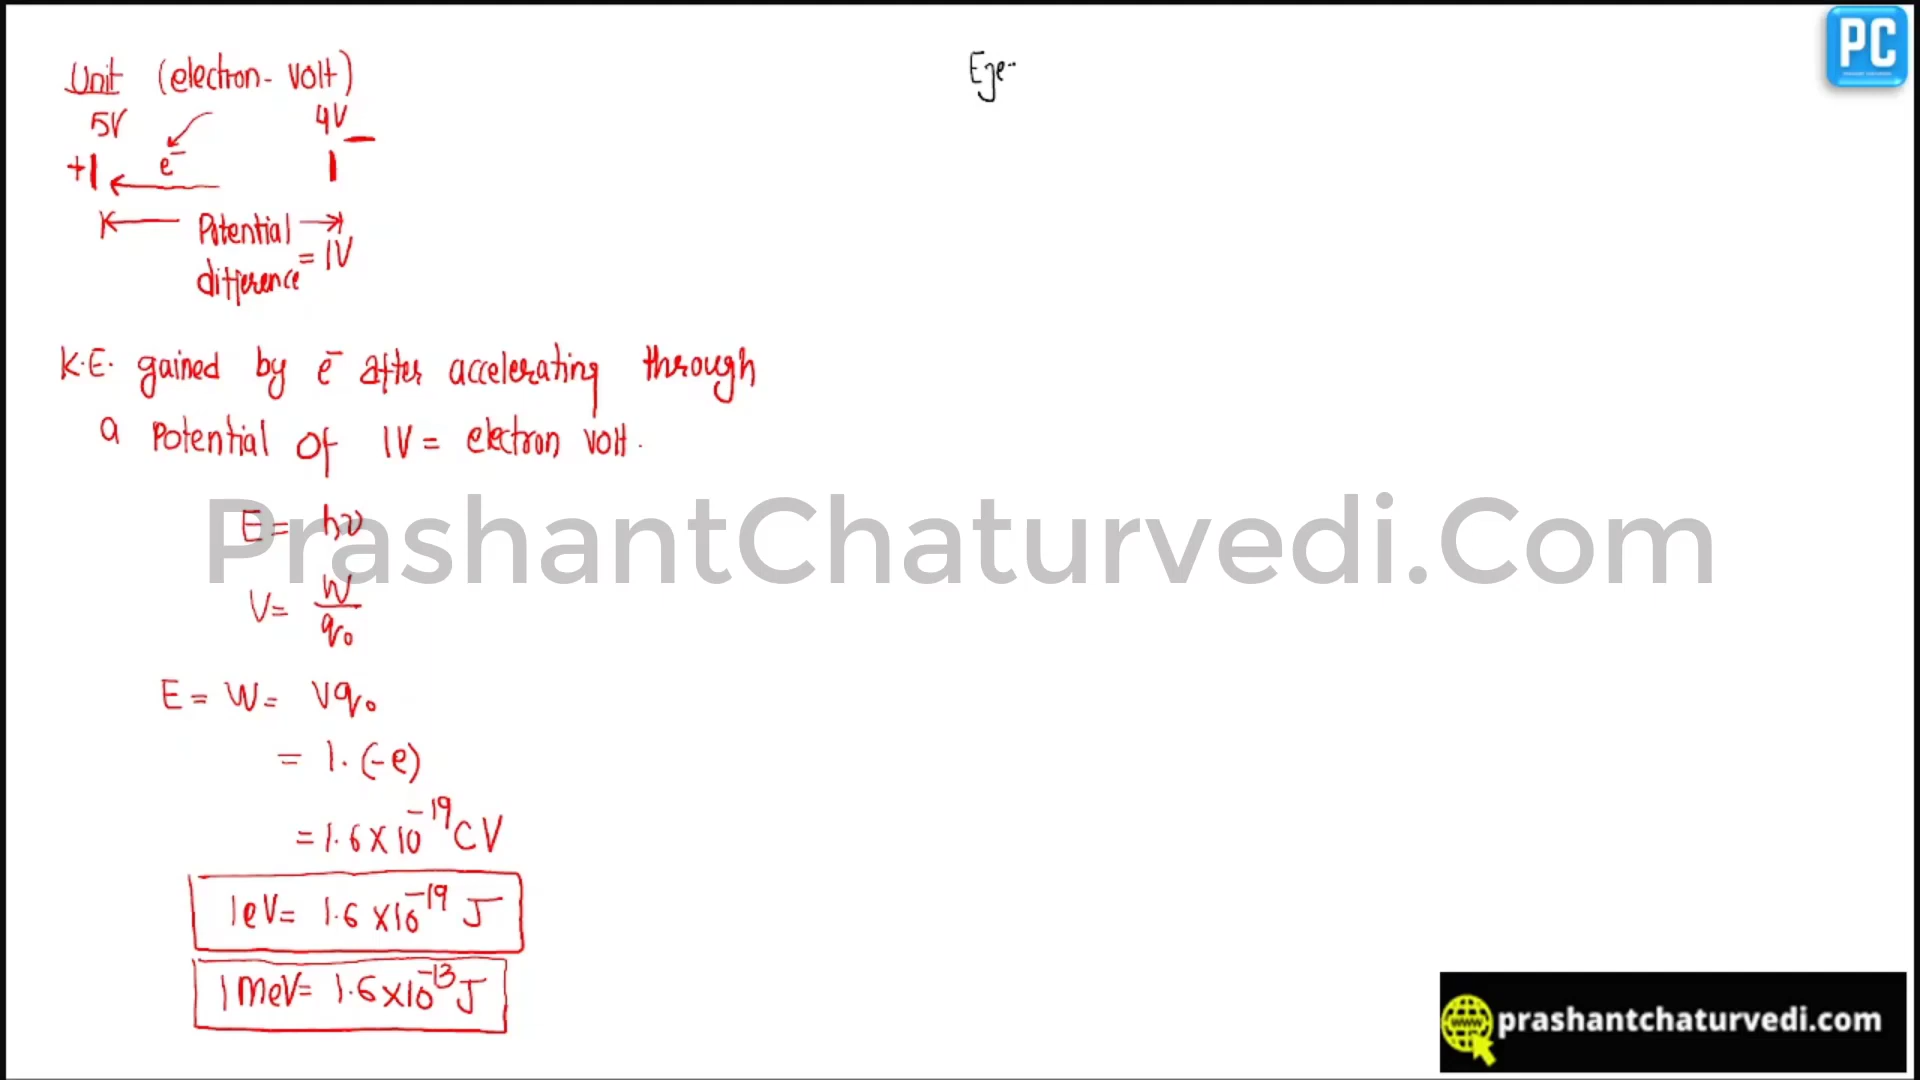 Unit (electron-volt)
5V 4V
+ e⁻ −
Potential
difference = 1V
K.E. gained by e⁻ after accelerating through
a potential of 1V = electron volt.
E = hν
V = W/q₀
E = W = Vq₀
= 1.(-e)
= 1.6×10⁻¹⁹ CV
1eV = 1.6×10⁻¹⁹ J
1meV = 1.6×10⁻¹³ J
Eje
PC
PrashantChaturvedi.Com
prashantchaturvedi.com